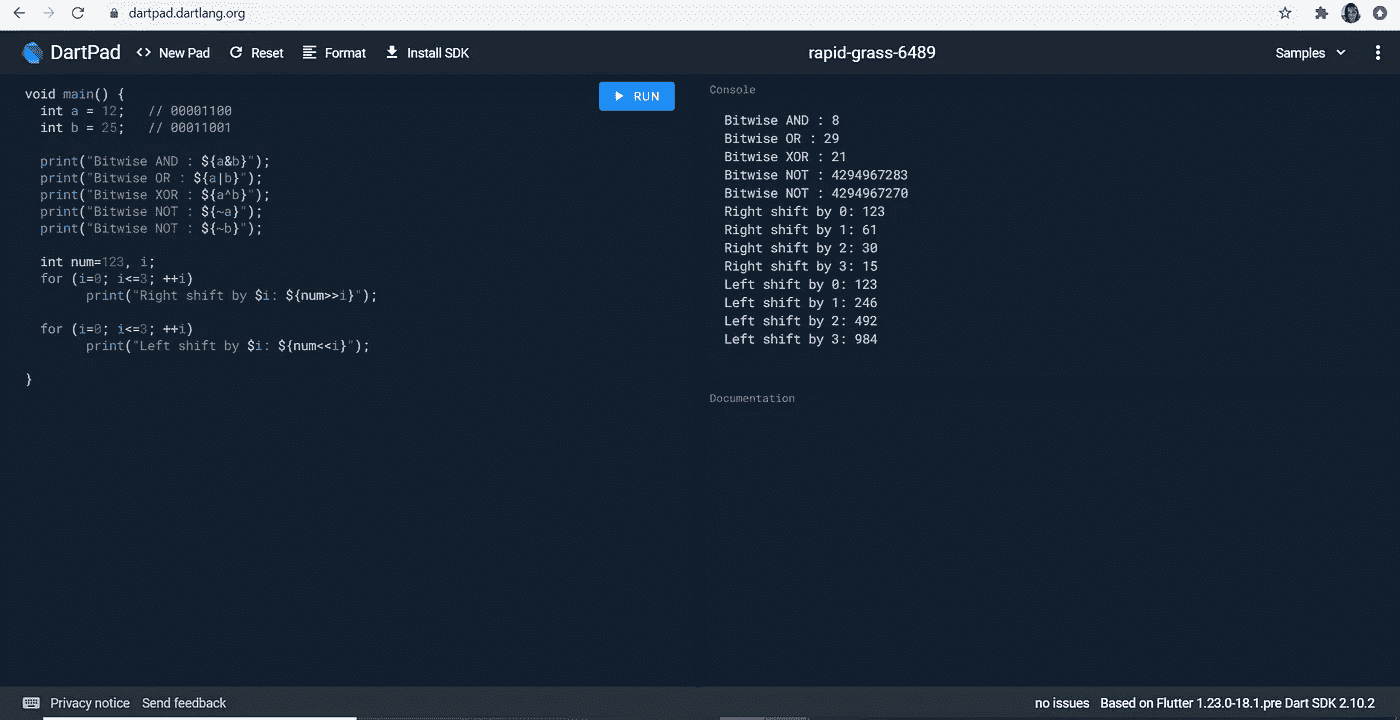 dartpad.dartlang.org
DartPad <> New Pad Reset Format Install SDK rapid-grass-6489 Samples
void main() {
int a = 12; // 00001100
int b = 25; // 00011001
print("Bitwise AND : ${a&b}");
print("Bitwise OR : ${a|b}");
print("Bitwise XOR : ${a^b}");
print("Bitwise NOT : ${~a}");
print("Bitwise NOT : ${~b}");
int num=123, i;
for (i=0; i<=3; ++i)
print("Right shift by $i: ${num>>i}");
for (i=0; i<=3; ++i)
print("Left shift by $i: ${num<<i}");
}
RUN
Console
Bitwise AND : 8
Bitwise OR : 29
Bitwise XOR : 21
Bitwise NOT : 4294967283
Bitwise NOT : 4294967270
Right shift by 0: 123
Right shift by 1: 61
Right shift by 2: 30
Right shift by 3: 15
Left shift by 0: 123
Left shift by 1: 246
Left shift by 2: 492
Left shift by 3: 984
Documentation
Privacy notice Send feedback no issues Based on Flutter 1.23.0-18.1.pre Dart SDK 2.10.2